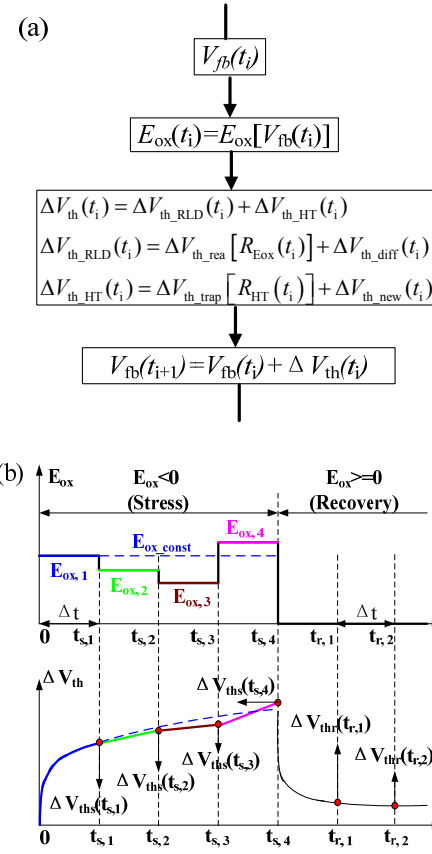 (a)
V_fb(t_i)
E_ox(t_i)=E_ox[V_fb(t_i)]
ΔV_th(t_i)=ΔV_th_RLD(t_i)+ΔV_th_HT(t_i)
ΔV_th_RLD(t_i)=ΔV_th_rea[R_Eox(t_i)]+ΔV_th_diff(t_i)
ΔV_th_HT(t_i)=ΔV_th_trap[R_HT(t_i)]+ΔV_th_new(t_i)
V_fb(t_i+1)=V_fb(t_i)+ΔV_th(t_i)
(b)
E_ox E_ox<0 E_ox>=0
(Stress) (Recovery)
E_ox_const E_ox,4
E_ox,1 E_ox,2 E_ox,3
Δt Δt
0 t_s,1 t_s,2 t_s,3 t_s,4 t_r,1 t_r,2
ΔV_th
ΔV_ths(t_s,4)
ΔV_thr(t_r,1)
ΔV_ths(t_s,3) ΔV_thr(t_r,2)
ΔV_ths(t_s,2)
ΔV_ths(t_s,1)
0 t_s,1 t_s,2 t_s,3 t_s,4 t_r,1 t_r,2